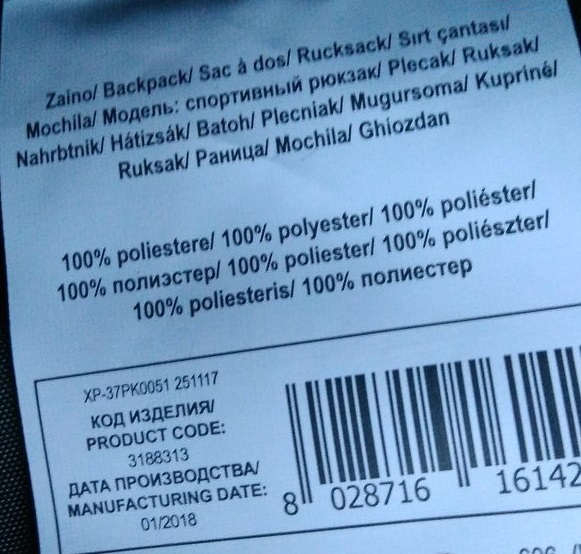 Zaino/ Backpack/ Sac à dos/ Rucksack/ Sırt çantası/
Mochila/ Модель: спортивный рюкзак/ Plecak/ Ruksak/
Nahrbtnik/ Hátizsák/ Batoh/ Plecniak/ Mugursoma/ Kuprinė/
Ruksak/ Раница/ Mochila/ Ghiozdan
100% poliestere/ 100% polyester/ 100% poliéster/
100% полиэстер/ 100% poliester/ 100% poliészter/
100% poliesteris/ 100% полиестер
XP-37PK0051 251117
КОД ИЗДЕЛИЯ/
PRODUCT CODE:
3188313
ДАТА ПРОИЗВОДСТВА/
MANUFACTURING DATE:
01/2018
8 028716 16142